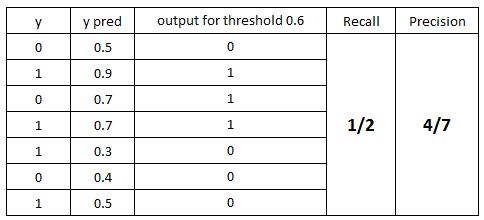 y y pred output for threshold 0.6 Recall Precision
0 0.5 0
1 0.9 1
0 0.7 1
1 0.7 1
1/2 4/7
1 0.3 0
0 0.4 0
1 0.5 0